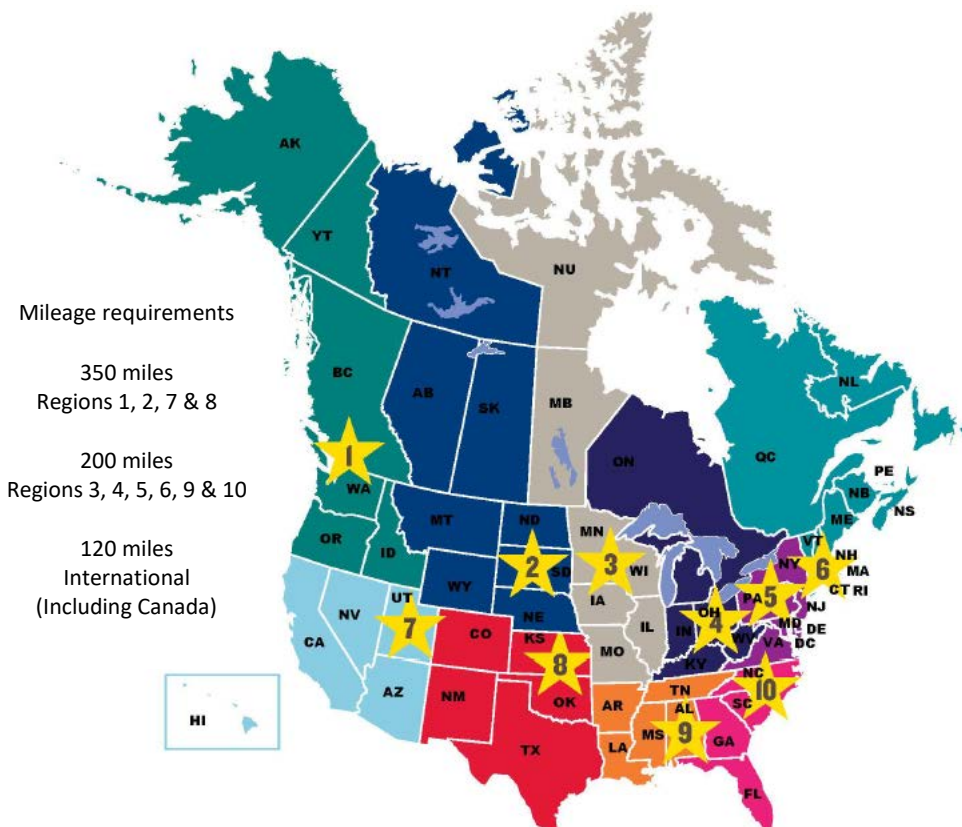 AK
YT
NT
NU
Mileage requirements
350 miles
Regions 1, 2, 7 & 8
200 miles
Regions 3, 4, 5, 6, 9 & 10
120 miles
International
(Including Canada)
BC
AB
SK
MB
ON
QC
NL
PE
NB
NS
ME
1
WA
MT
ND
MN
VT
NH
OR
ID
2
SD
3
WI
NY
6
MA
WY
PA
5
CT
RI
NV
UT
NE
IA
OH
4
NJ
CA
7
CO
KS
IL
IN
WV
MD
DE
DC
VA
8
MO
KY
NC
10
AZ
NM
OK
AR
TN
SC
HI
TX
LA
MS
AL
9
GA
FL